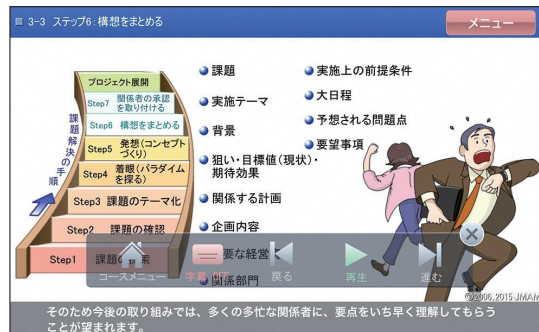 3-3 ステップ6：構想をまとめる
メニュー
プロジェクト展開
Step7 関係者の承認
を取り付ける
Step6 構想をまとめる
Step5 発想(コンセプト
づくり)
Step4 着眼(パラダイム
を探る)
Step3 課題のテーマ化
Step2 課題の確認
Step1 課題の
課題解決の手順
課題
実施テーマ
背景
狙い・目標値(現状)・
期待効果
関係する計画
企画内容
要な経営
関係部門
実施上の前提条件
大日程
予想される問題点
要望事項
コースメニュー
字幕 OFF
戻る
再生
進む
©2006,2015 JMAM
そのため今後の取り組みでは、多くの多忙な関係者に、要点をいち早く理解してもらう
ことが望まれます。